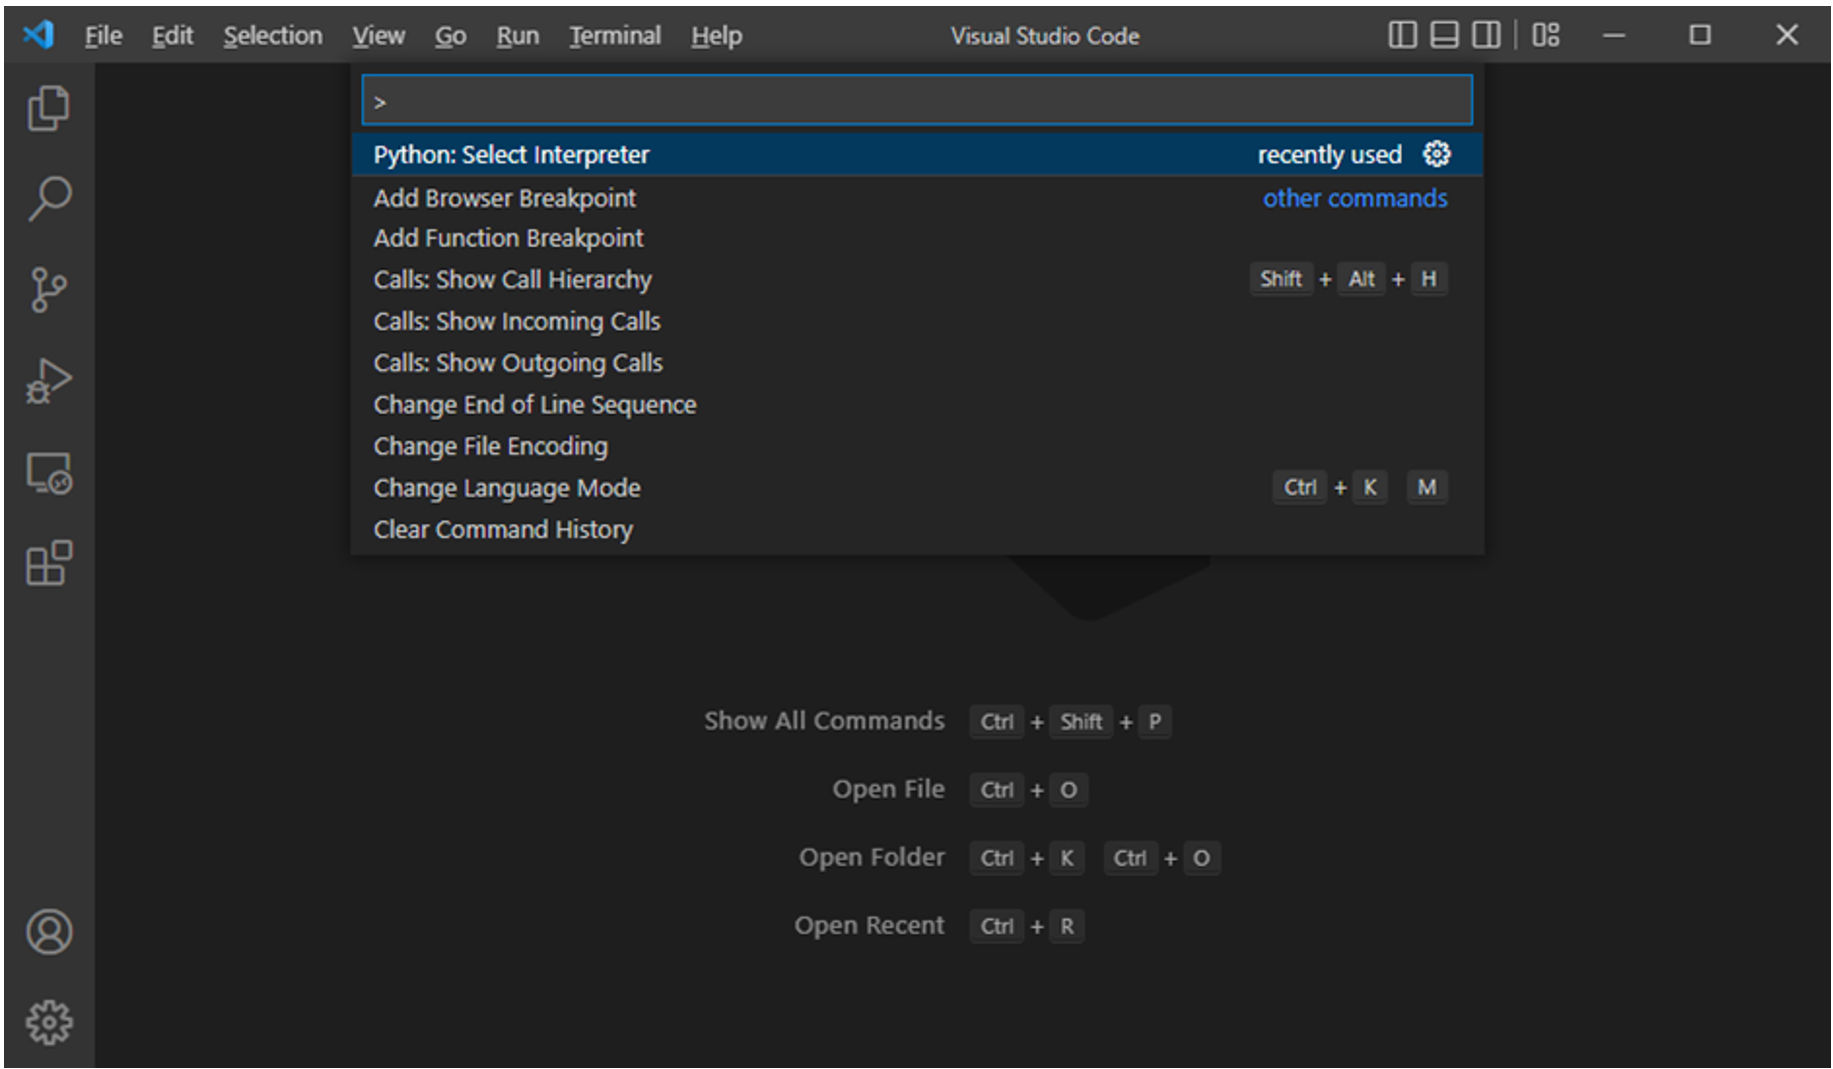 File Edit Selection View Go Run Terminal Help Visual Studio Code
>
Python: Select Interpreter recently used
Add Browser Breakpoint other commands
Add Function Breakpoint
Calls: Show Call Hierarchy Shift + Alt + H
Calls: Show Incoming Calls
Calls: Show Outgoing Calls
Change End of Line Sequence
Change File Encoding
Change Language Mode Ctrl + K M
Clear Command History
Show All Commands Ctrl + Shift + P
Open File Ctrl + O
Open Folder Ctrl + K Ctrl + O
Open Recent Ctrl + R